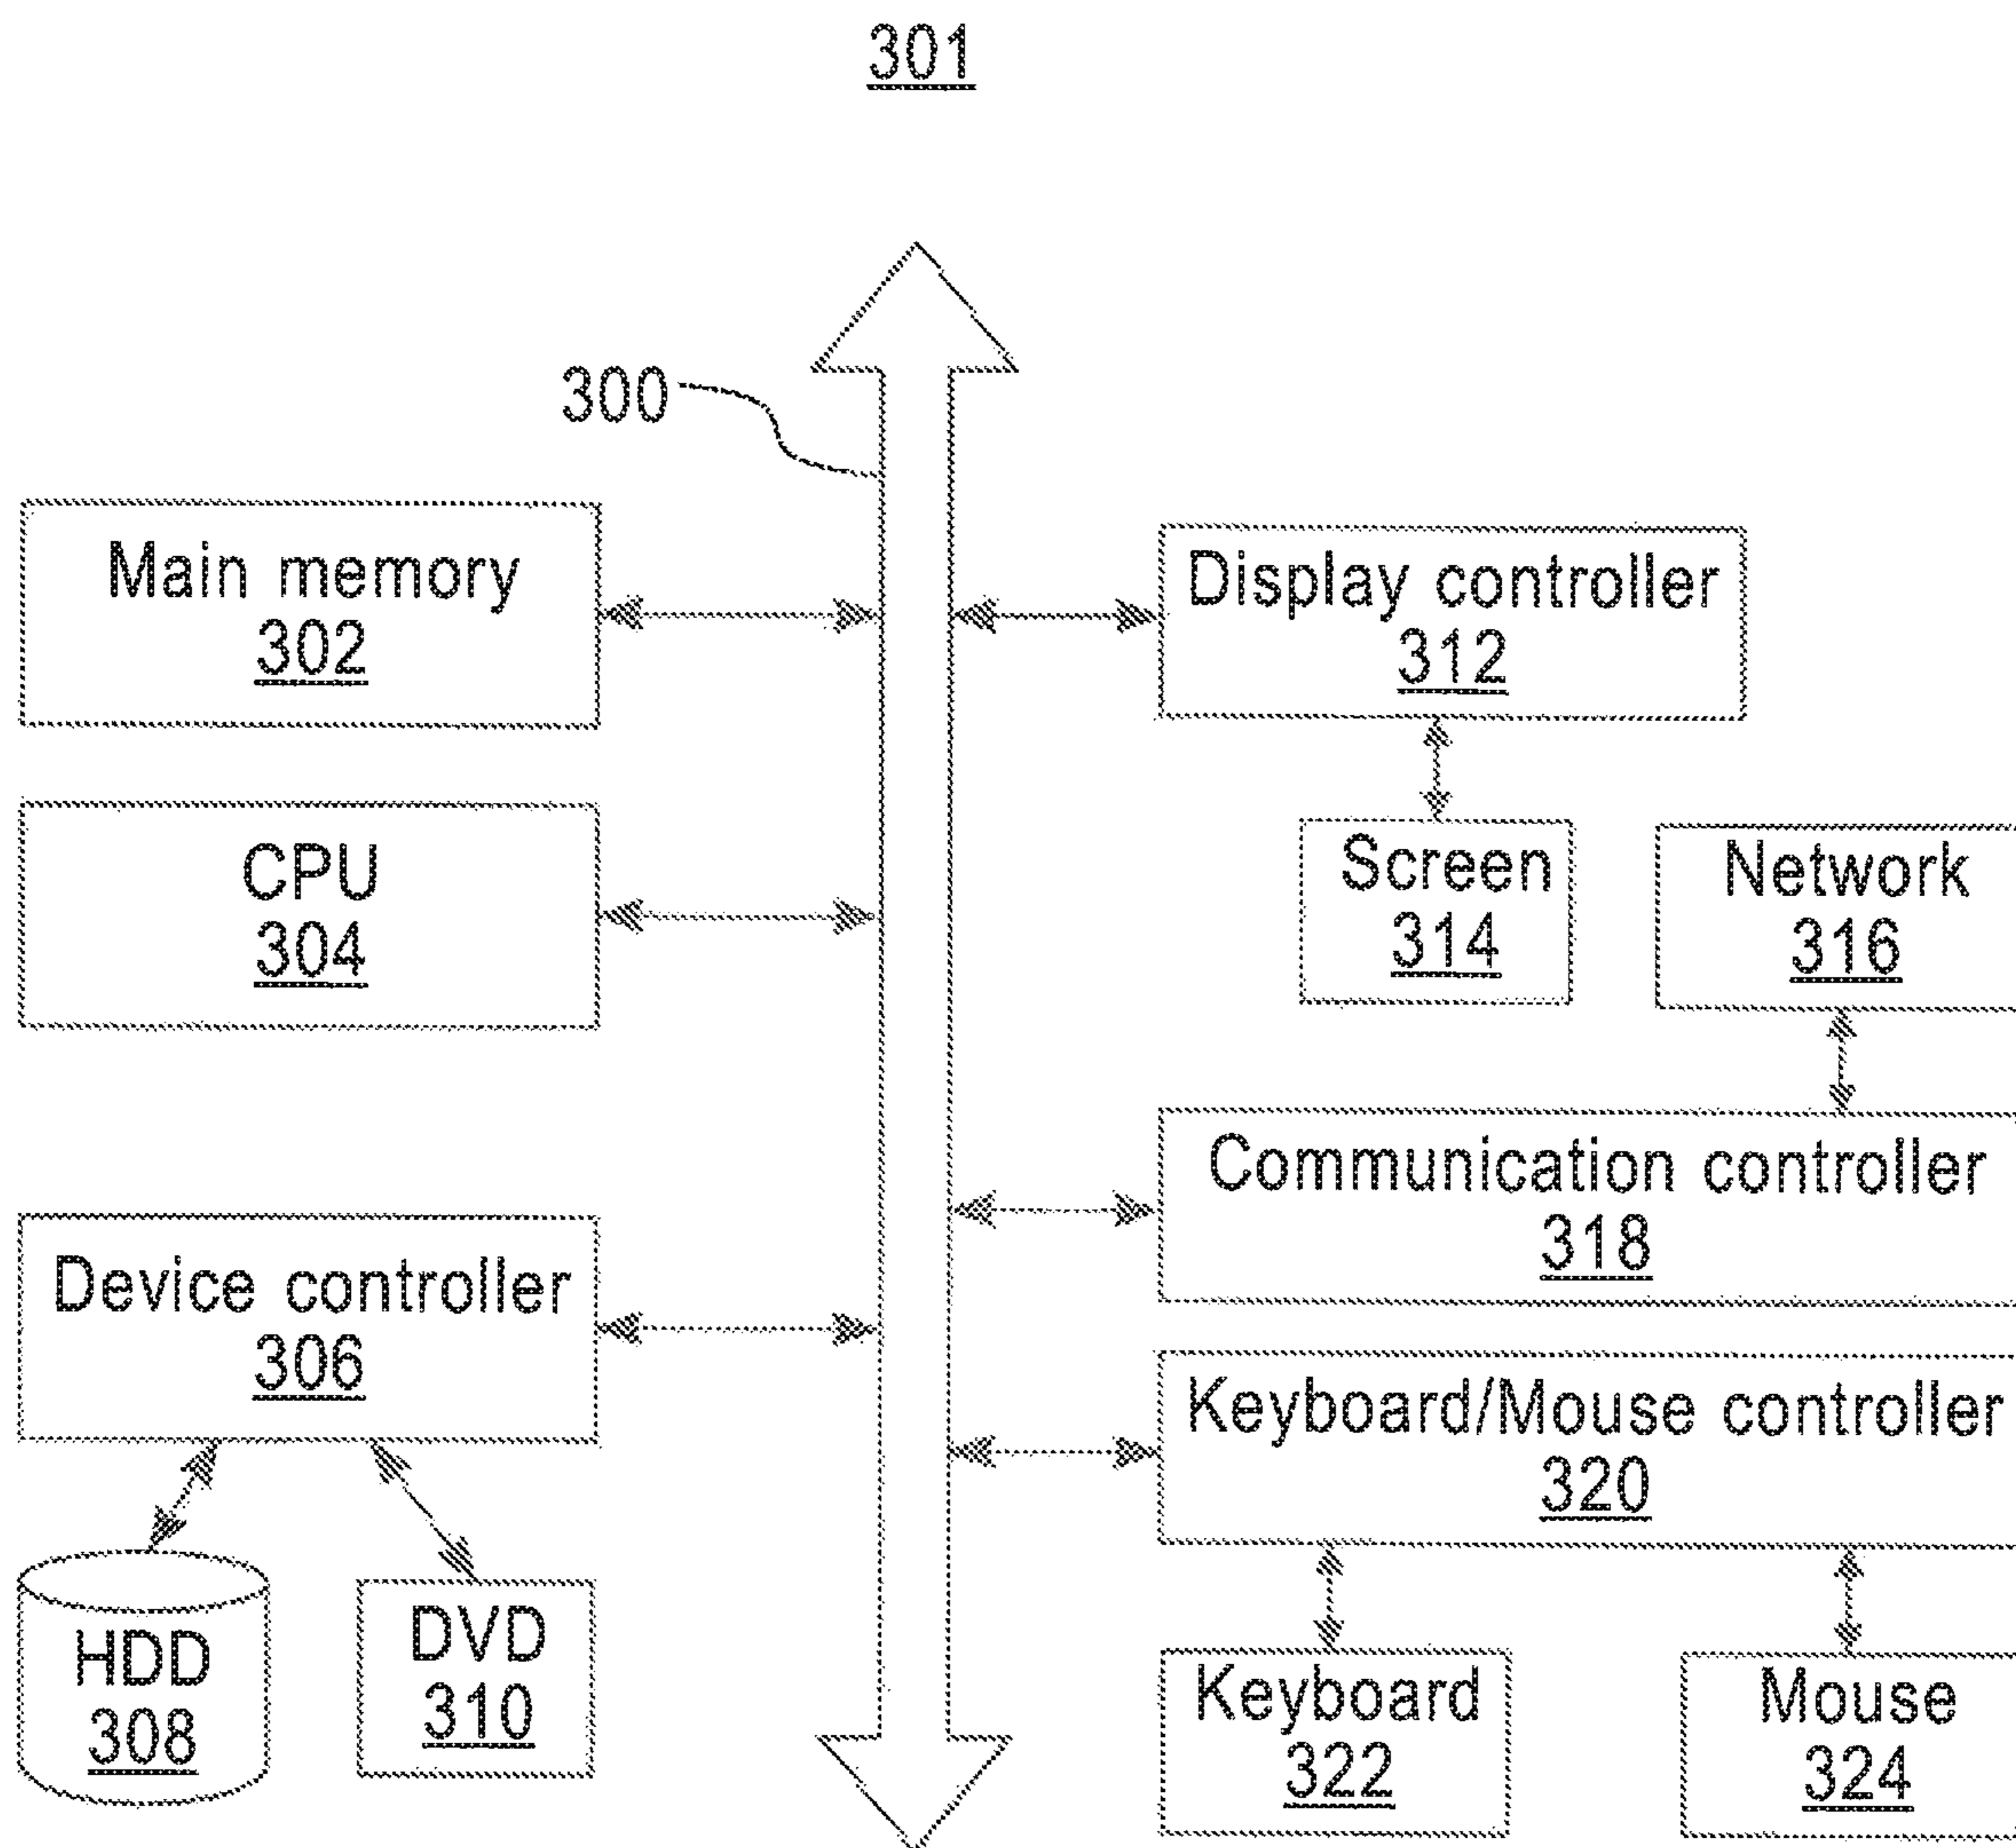 301
300
Main memory
302
CPU
304
Device controller
306
HDD
308
DVD
310
Display controller
312
Screen
314
Network
316
Communication controller
318
Keyboard/Mouse controller
320
Keyboard
322
Mouse
324